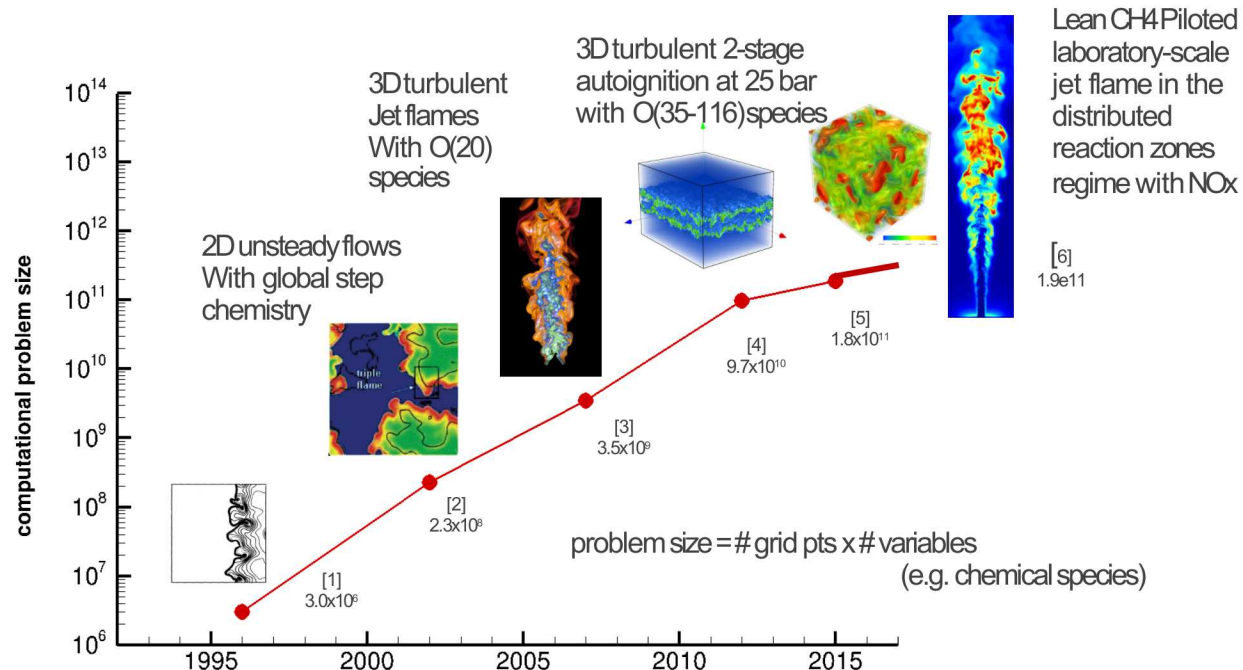 Lean CH4 Piloted
laboratory-scale
jet flame in the
distributed
reaction zones
regime with NOx
3D turbulent 2-stage
autoignition at 25 bar
with O(35-116) species
3D turbulent
Jet flames
With O(20)
species
2D unsteady flows
With global step
chemistry
triple
flame
computational problem size
10¹⁴
10¹³
10¹²
10¹¹
10¹⁰
10⁹
10⁸
10⁷
10⁶
[1]
3.0x10⁶
[2]
2.3x10⁸
[3]
3.5x10⁹
[4]
9.7x10¹⁰
[5]
1.8x10¹¹
[6]
1.9e11
problem size = # grid pts x # variables
(e.g. chemical species)
1995 2000 2005 2010 2015